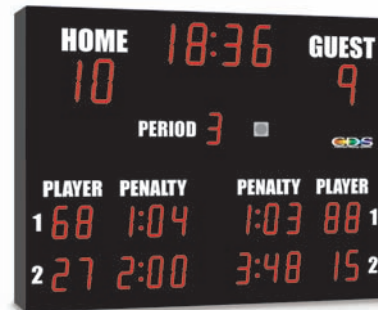 HOME 18:36 GUEST
10 9
PERIOD 3
GDS
PLAYER PENALTY PENALTY PLAYER
1 68 1:04 1:03 88 1
2 27 2:00 3:48 15 2